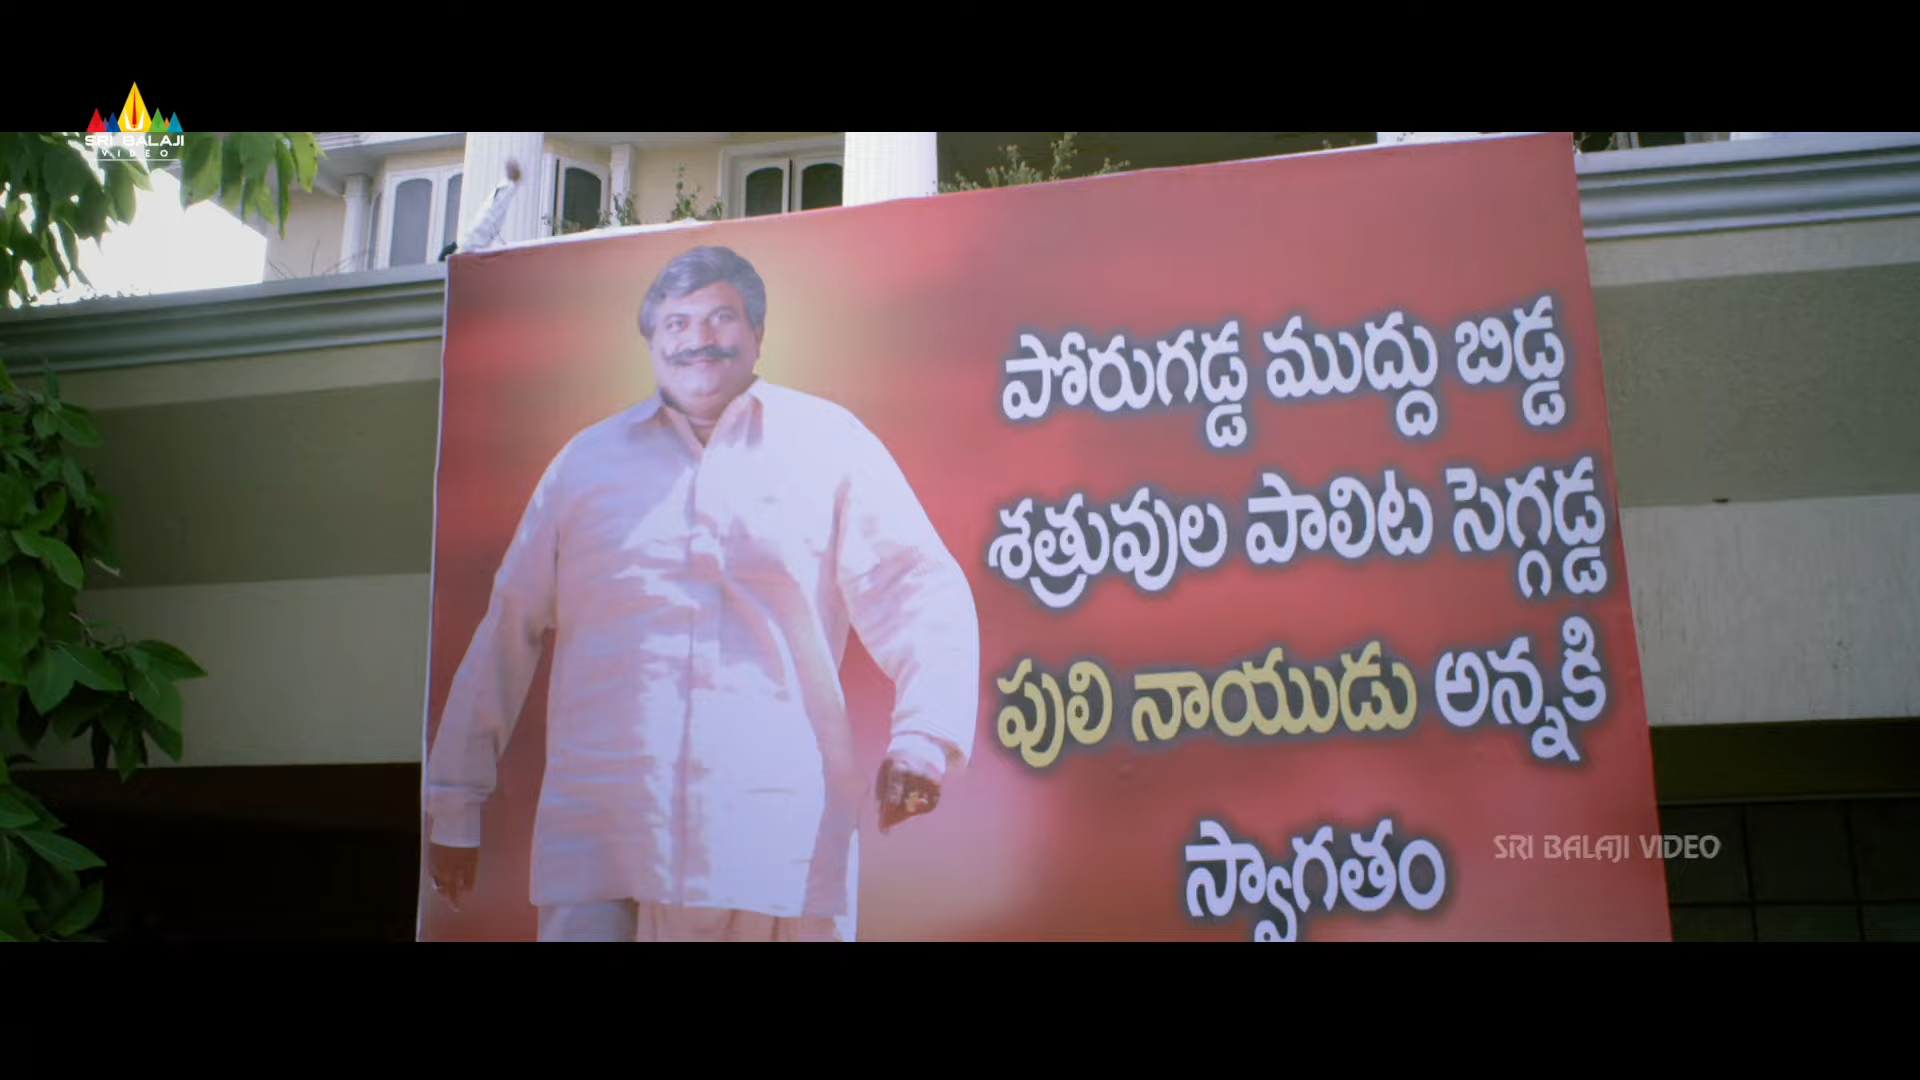 SRI BALAJI
VIDEO
పోరుగడ్డ ముద్దు బిడ్డ
శత్రువుల పాలిట సెగ్గడ్డ
పులి నాయుడు అన్నకి
స్వాగతం
SRI BALAJI VIDEO